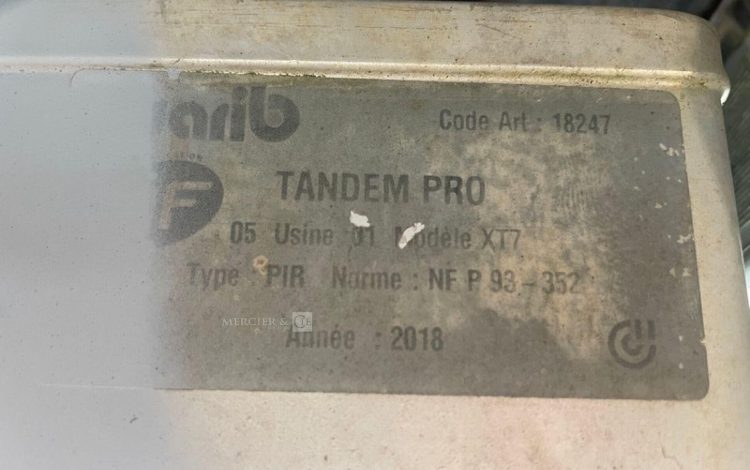 arib
Code Art : 18247
TANDEM PRO
F
05 Usine 01 Modèle XT7
Type : PIR Norme : NF P 93 - 352
MERCIER &
Année : 2018